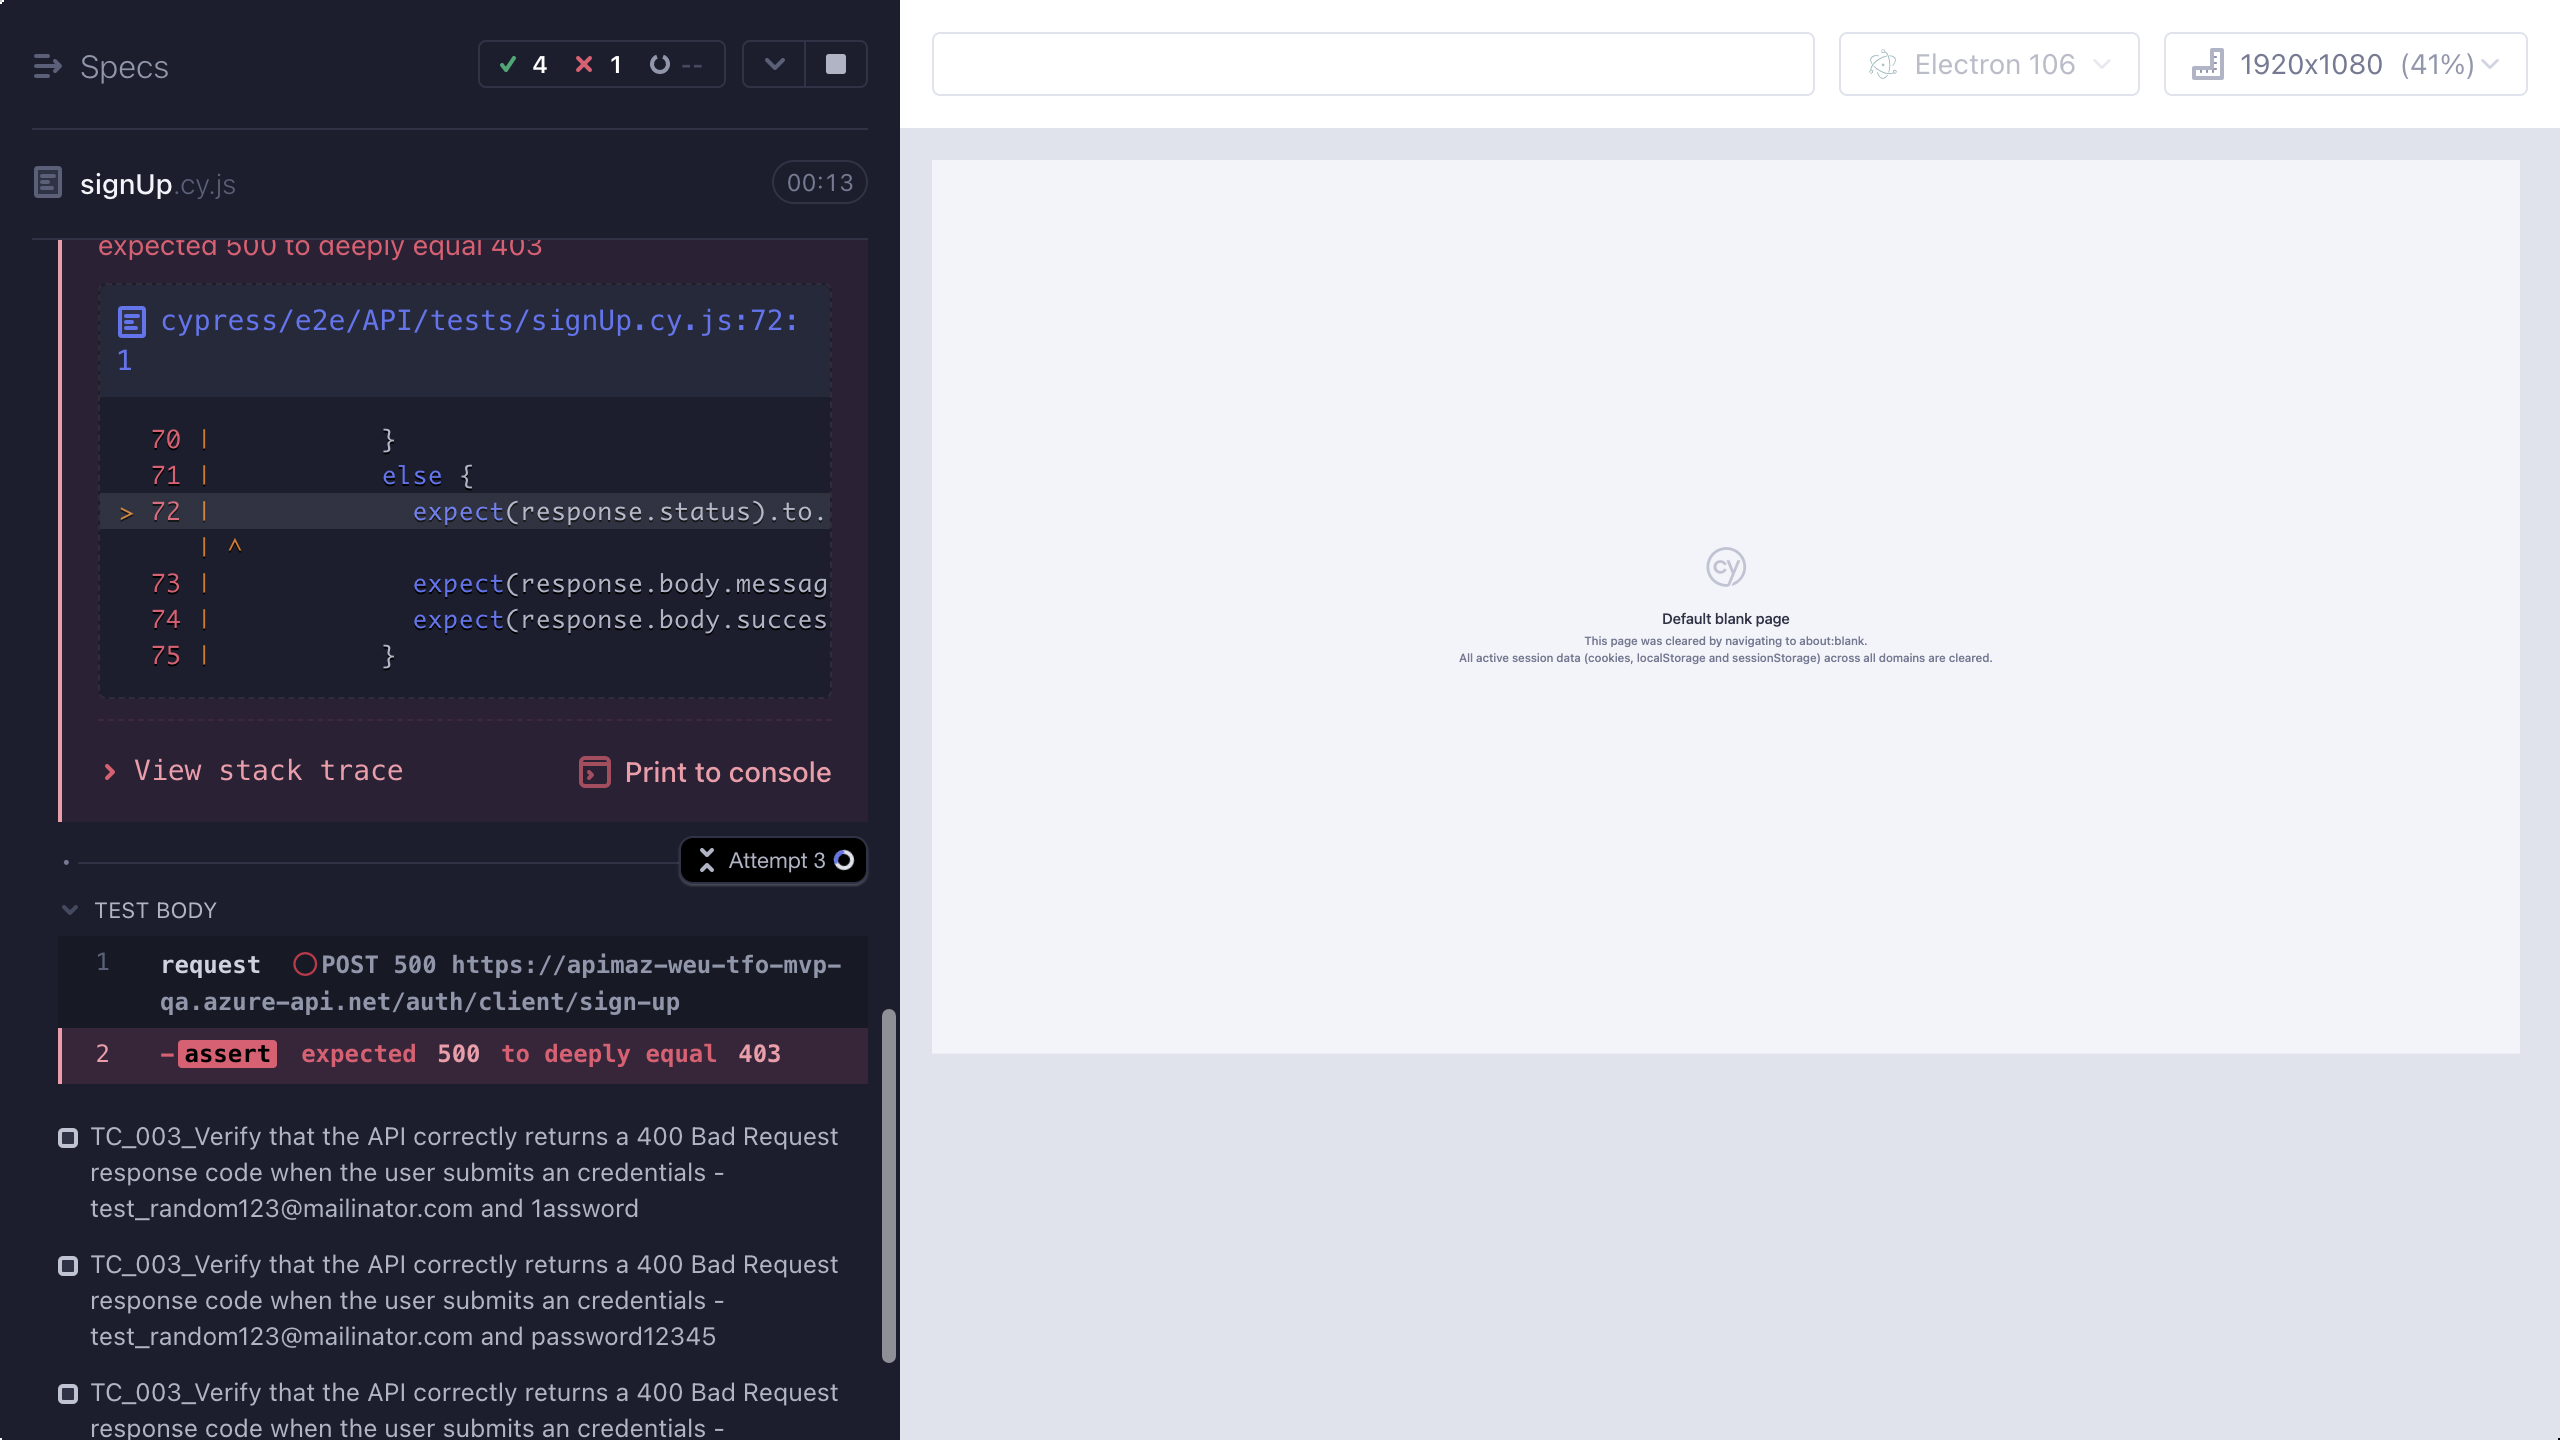 Specs
4 1 --
signUp.cy.js
00:13
expected 500 to deeply equal 403
cypress/e2e/API/tests/signUp.cy.js:72:
1
70 | }
71 | else {
> 72 | expect(response.status).to.
| ^
73 | expect(response.body.messag
74 | expect(response.body.succes
75 | }
View stack trace
Print to console
Attempt 3
TEST BODY
1 request POST 500 https://apimaz-weu-tfo-mvp-
qa.azure-api.net/auth/client/sign-up
2 -assert expected 500 to deeply equal 403
TC_003_Verify that the API correctly returns a 400 Bad Request
response code when the user submits an credentials -
test_random123@mailinator.com and 1assword
TC_003_Verify that the API correctly returns a 400 Bad Request
response code when the user submits an credentials -
test_random123@mailinator.com and password12345
TC_003_Verify that the API correctly returns a 400 Bad Request
response code when the user submits an credentials -
Electron 106
1920x1080 (41%)
cy
Default blank page
This page was cleared by navigating to about:blank.
All active session data (cookies, localStorage and sessionStorage) across all domains are cleared.